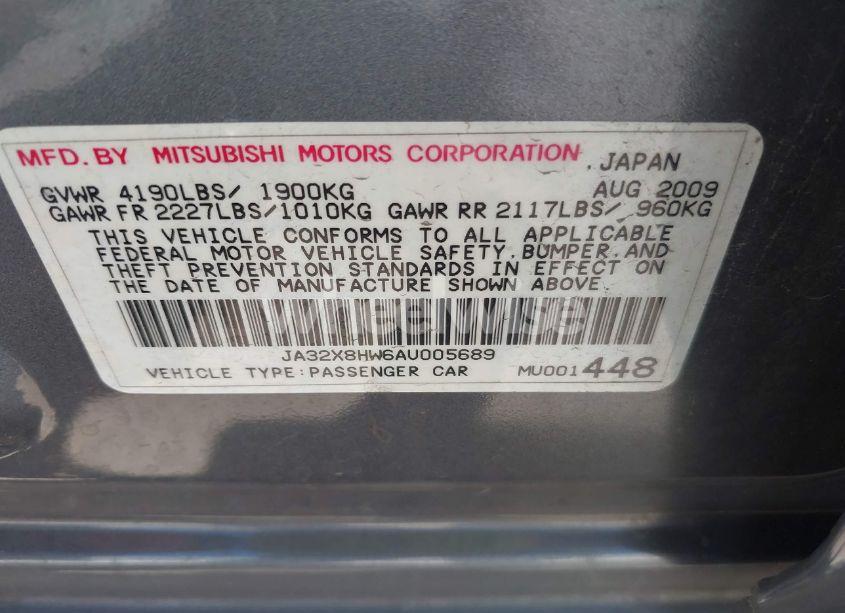 MFD. BY MITSUBISHI MOTORS CORPORATION .JAPAN
GVWR 4190LBS/ 1900KG AUG 2009
GAWR FR 2227LBS/1010KG GAWR RR 2117LBS/ 960KG
THIS VEHICLE CONFORMS TO ALL APPLICABLE
FEDERAL MOTOR VEHICLE SAFETY.BUMPER.AND
THEFT PREVENTION STANDARDS IN EFFECT ON
THE DATE OF MANUFACTURE SHOWN ABOVE.
JA32X8HW6AU005689
VEHICLE TYPE:PASSENGER CAR MU001448